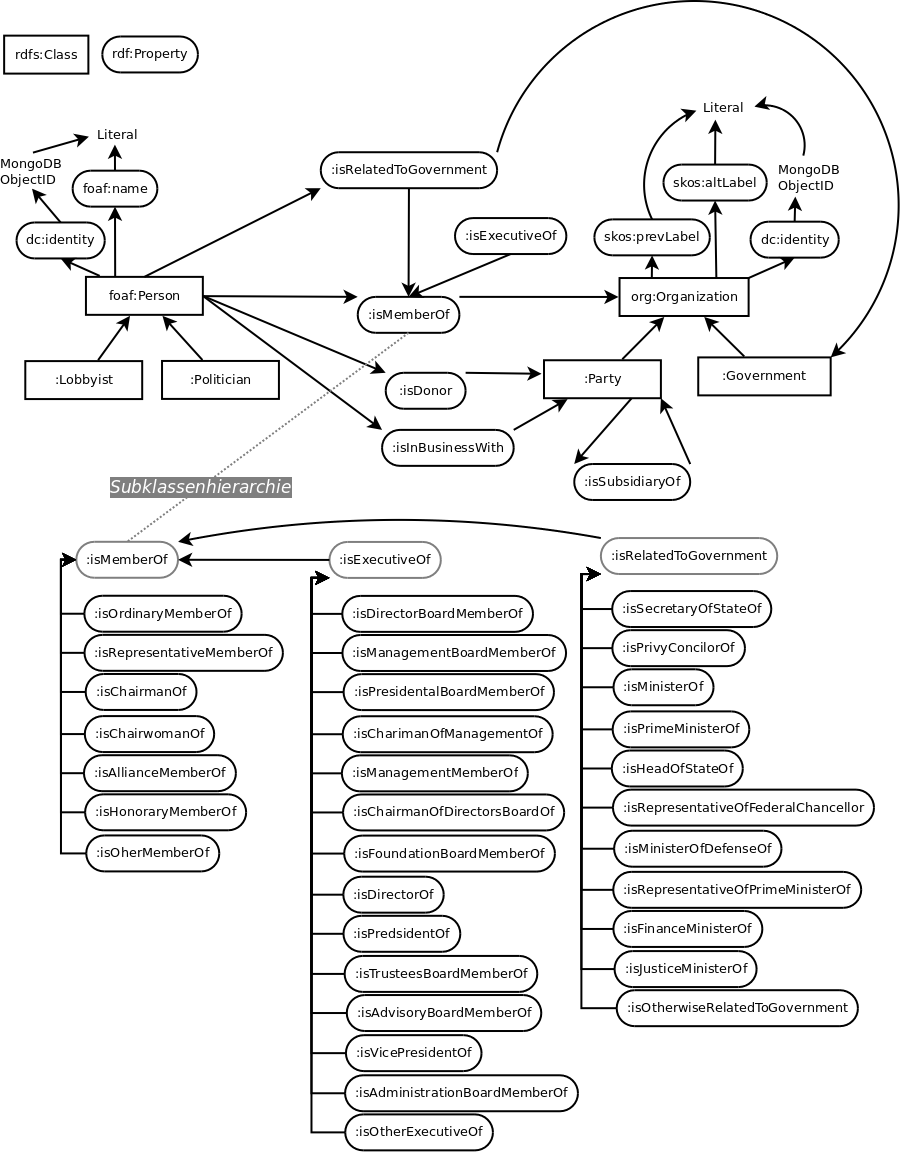 rdfs:Class
rdf:Property
Literal
MongoDB
ObjectID
foaf:name
dc:identity
foaf:Person
:Lobbyist
:Politician
:isRelatedToGovernment
:isExecutiveOf
:isMemberOf
:isDonor
:isInBusinessWith
Literal
skos:altLabel
MongoDB
ObjectID
skos:prevLabel
dc:identity
org:Organization
:Party
:Government
:isSubsidiaryOf
Subklassenhierarchie
:isMemberOf
:isOrdinaryMemberOf
:isRepresentativeMemberOf
:isChairmanOf
:isChairwomanOf
:isAllianceMemberOf
:isHonoraryMemberOf
:isOherMemberOf
:isExecutiveOf
:isDirectorBoardMemberOf
:isManagementBoardMemberOf
:isPresidentalBoardMemberOf
:isCharimanOfManagementOf
:isManagementMemberOf
:isChairmanOfDirectorsBoardOf
:isFoundationBoardMemberOf
:isDirectorOf
:isPredsidentOf
:isTrusteesBoardMemberOf
:isAdvisoryBoardMemberOf
:isVicePresidentOf
:isAdministrationBoardMemberOf
:isOtherExecutiveOf
:isRelatedToGovernment
:isSecretaryOfStateOf
:isPrivyConcilorOf
:isMinisterOf
:isPrimeMinisterOf
:isHeadOfStateOf
:isRepresentativeOfFederalChancellor
:isMinisterOfDefenseOf
:isRepresentativeOfPrimeMinisterOf
:isFinanceMinisterOf
:isJusticeMinisterOf
:isOtherwiseRelatedToGovernment